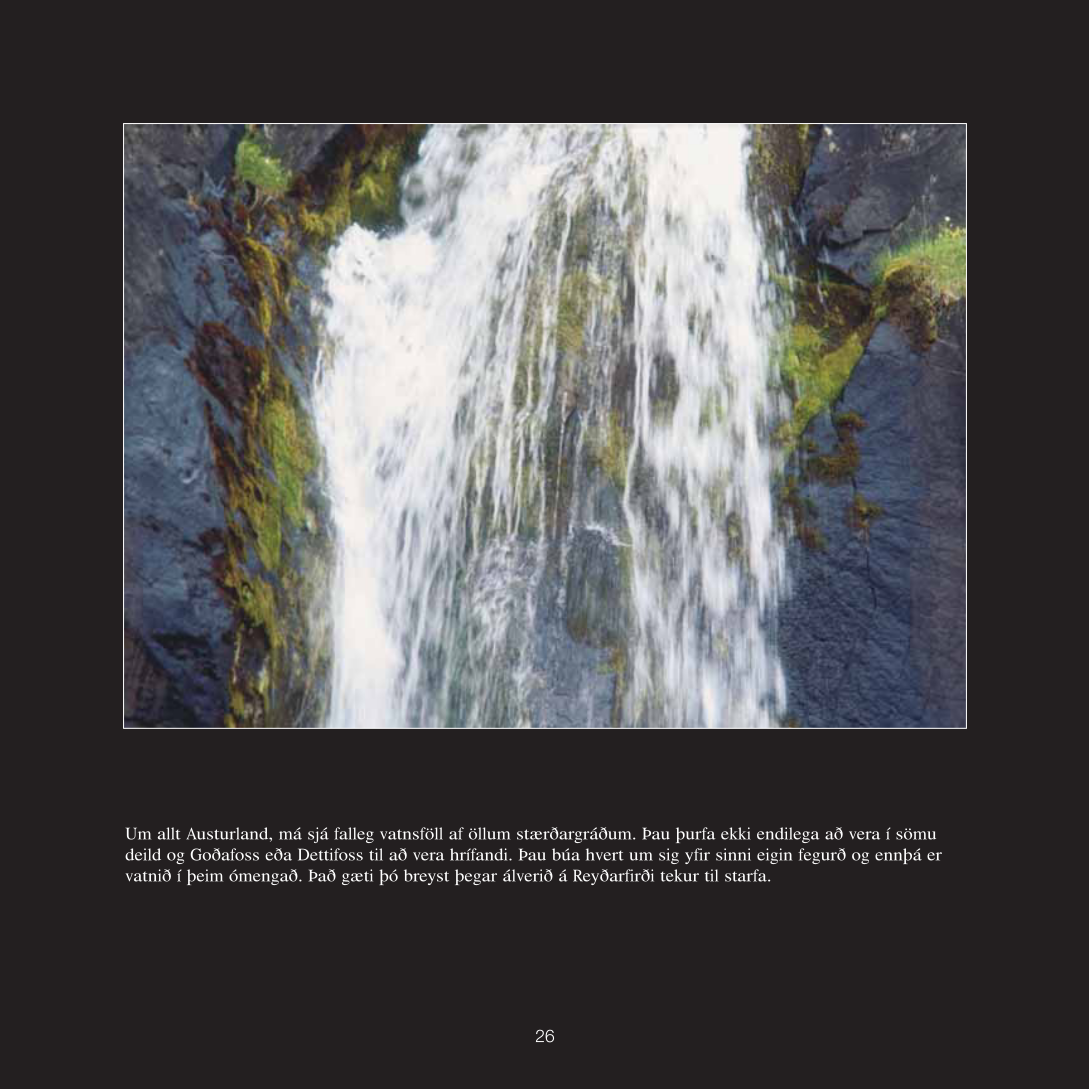 Um allt Austurland, má sjá falleg vatnsföll af öllum stærðargráðum. Þau þurfa ekki endilega að vera í sömu
deild og Goðafoss eða Dettifoss til að vera hrífandi. Þau búa hvert um sig yfir sinni eigin fegurð og ennþá er
vatnið í þeim ómengað. Það gæti þó breyst þegar álverið á Reyðarfirði tekur til starfa.
26